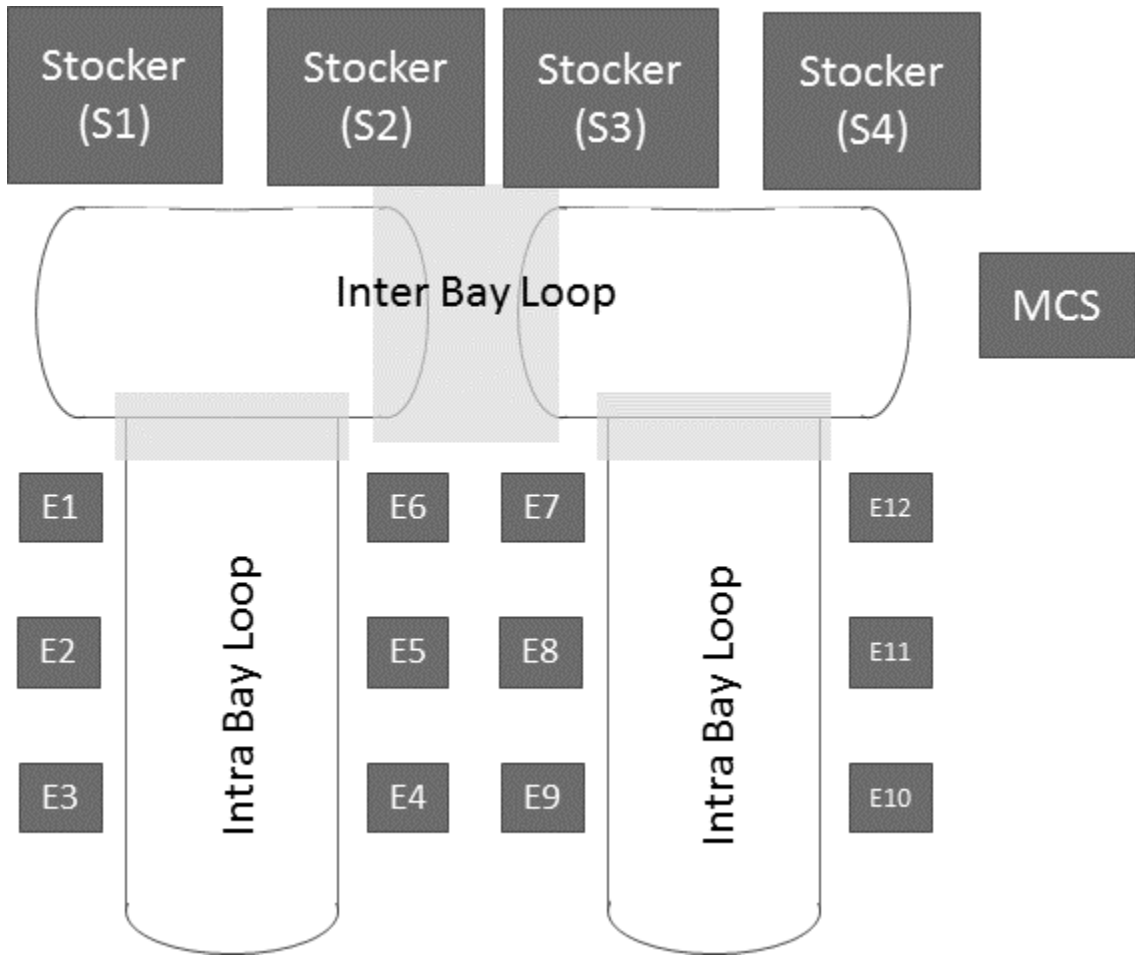 Stocker
(S1)
Stocker
(S2)
Stocker
(S3)
Stocker
(S4)
Inter Bay Loop
MCS
E1
E6
E7
E12
E2
E5
E8
E11
E3
E4
E9
E10
Intra Bay Loop
Intra Bay Loop